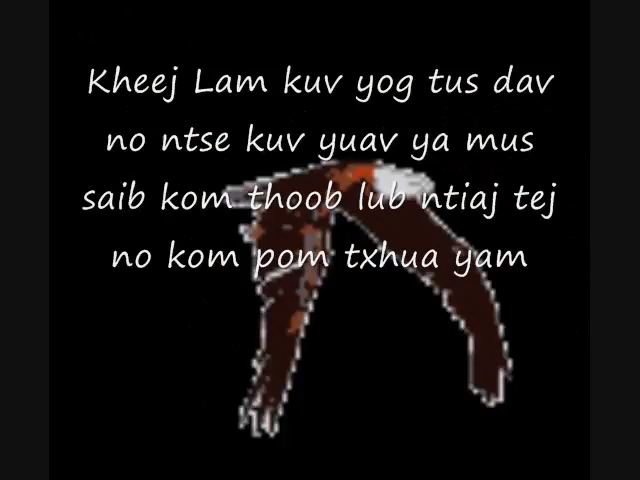 Kheej Lam kuv yog tus dav
no ntse kuv yuav ya mus
saib kom thoob lub ntiaj tej
no kom pom txhua yam